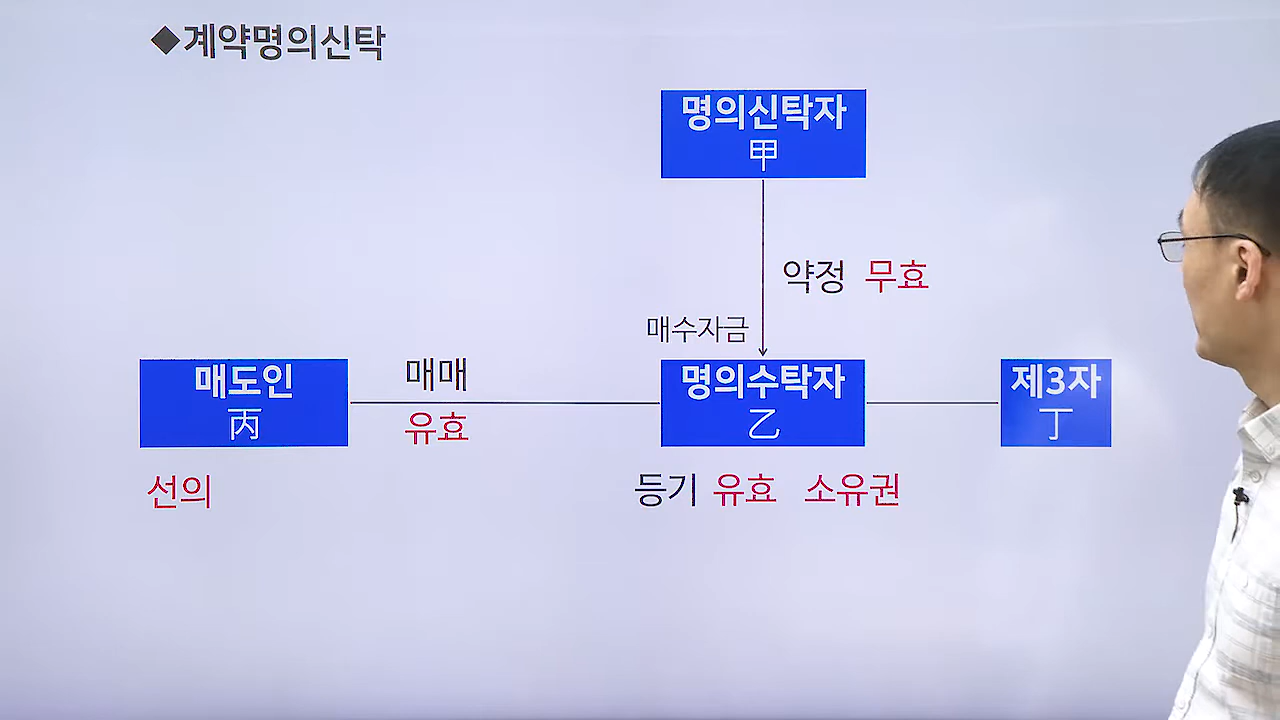 ◆계약명의신탁
명의신탁자
甲
약정 무효
매수자금
매도인
丙
매매
유효
명의수탁자
乙
제3자
丁
선의
등기 유효 소유권